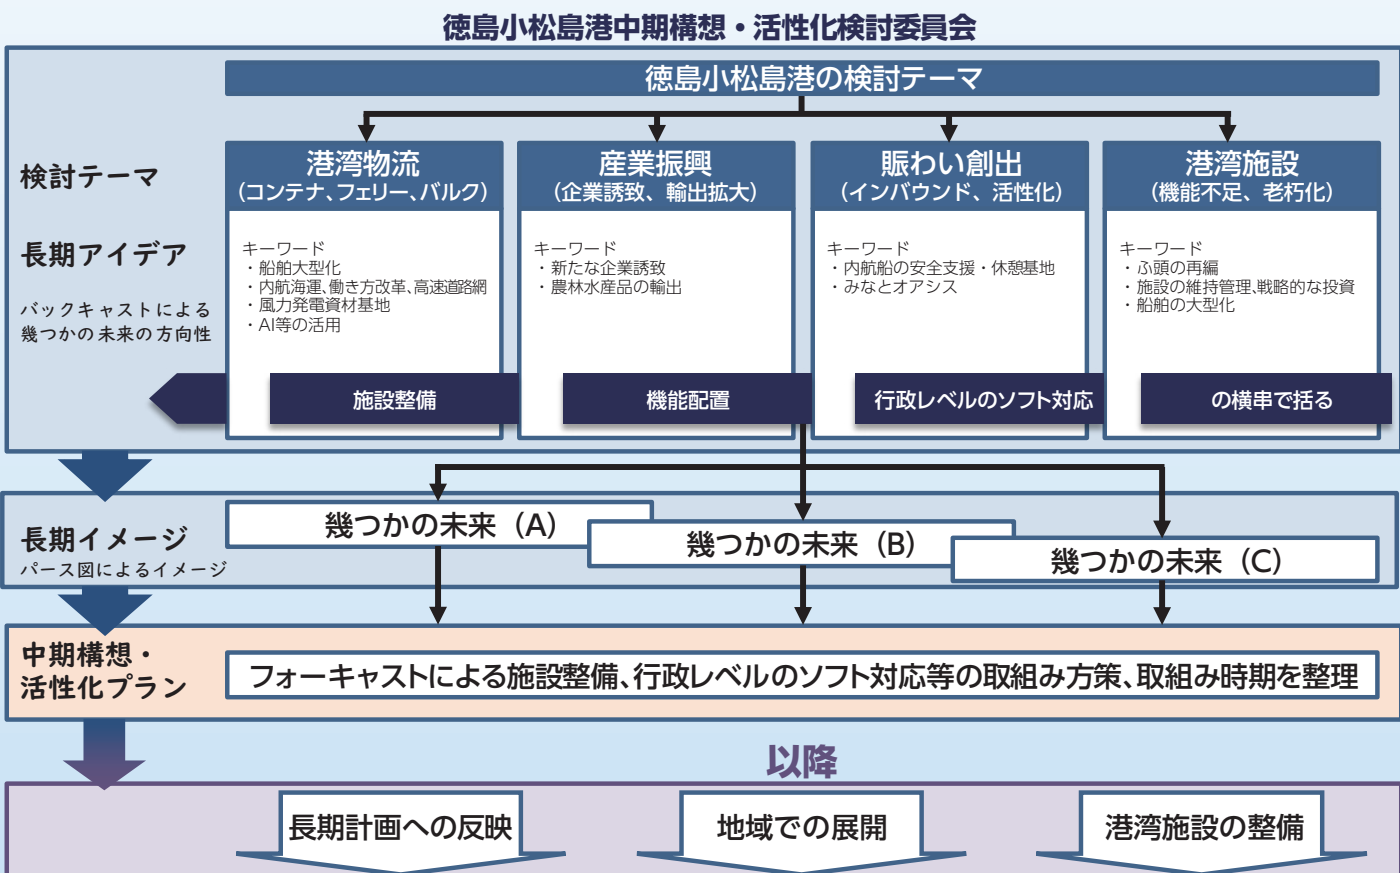 徳島小松島港中期構想・活性化検討委員会
徳島小松島港の検討テーマ
検討テーマ
港湾物流
（コンテナ、フェリー、バルク）
産業振興
（企業誘致、輸出拡大）
賑わい創出
（インバウンド、活性化）
港湾施設
（機能不足、老朽化）
長期アイデア
バックキャストによる
幾つかの未来の方向性
キーワード
・船舶大型化
・内航海運、働き方改革、高速道路網
・風力発電資材基地
・AI等の活用
キーワード
・新たな企業誘致
・農林水産品の輸出
キーワード
・内航船の安全支援・休憩基地
・みなとオアシス
キーワード
・ふ頭の再編
・施設の維持管理、戦略的な投資
・船舶の大型化
施設整備
機能配置
行政レベルのソフト対応
の横串で括る
長期イメージ
パース図によるイメージ
幾つかの未来（A）
幾つかの未来（B）
幾つかの未来（C）
中期構想・
活性化プラン
フォーキャストによる施設整備、行政レベルのソフト対応等の取組み方策、取組み時期を整理
以降
長期計画への反映
地域での展開
港湾施設の整備